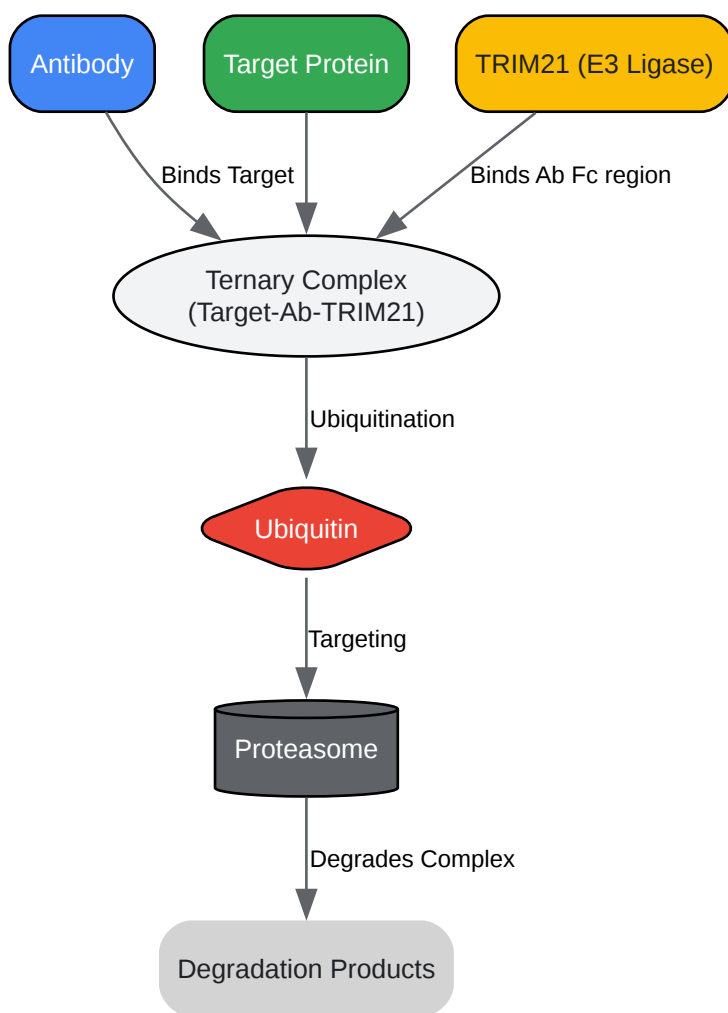 Antibody
Target Protein
TRIM21 (E3 Ligase)
Binds Target
Binds Ab Fc region
Ternary Complex
(Target-Ab-TRIM21)
Ubiquitination
Ubiquitin
Targeting
Proteasome
Degrades Complex
Degradation Products